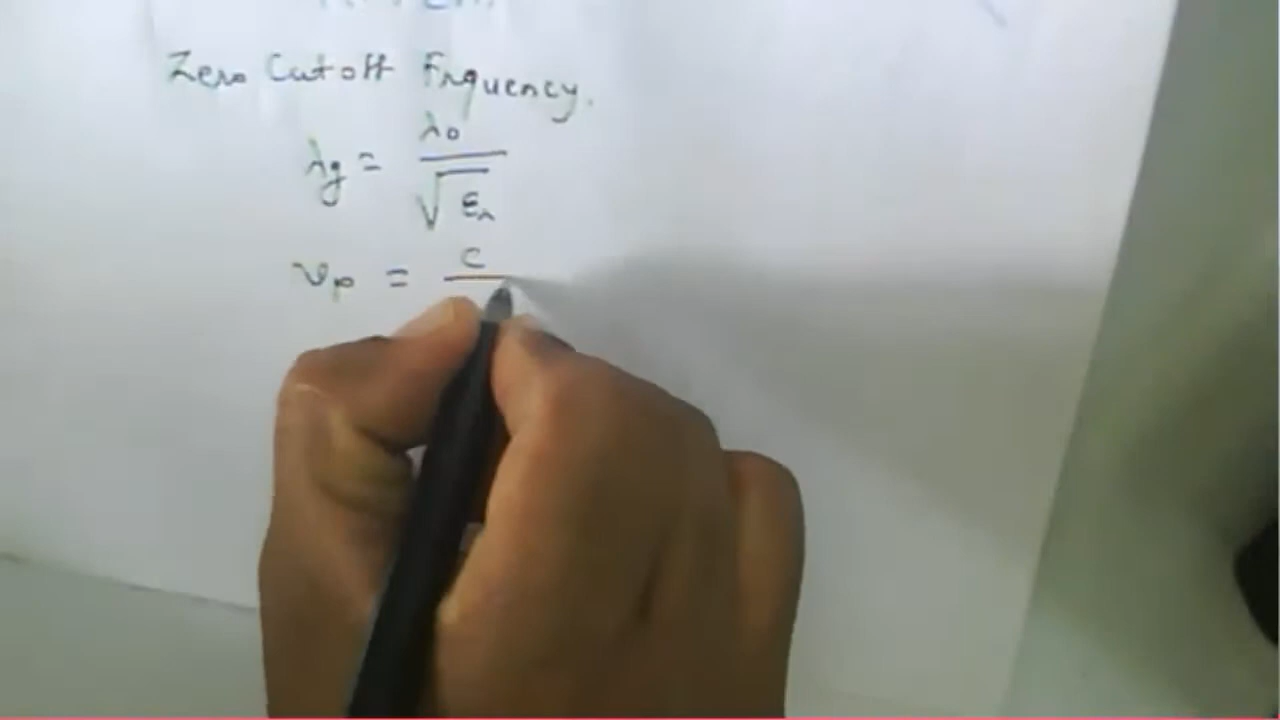 Zero Cutoff Frquency.
λg = λ0 / √εr
vp = c